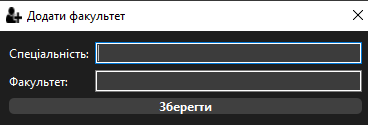 Додати факультет
Спеціальність:
Факультет:
Зберегти